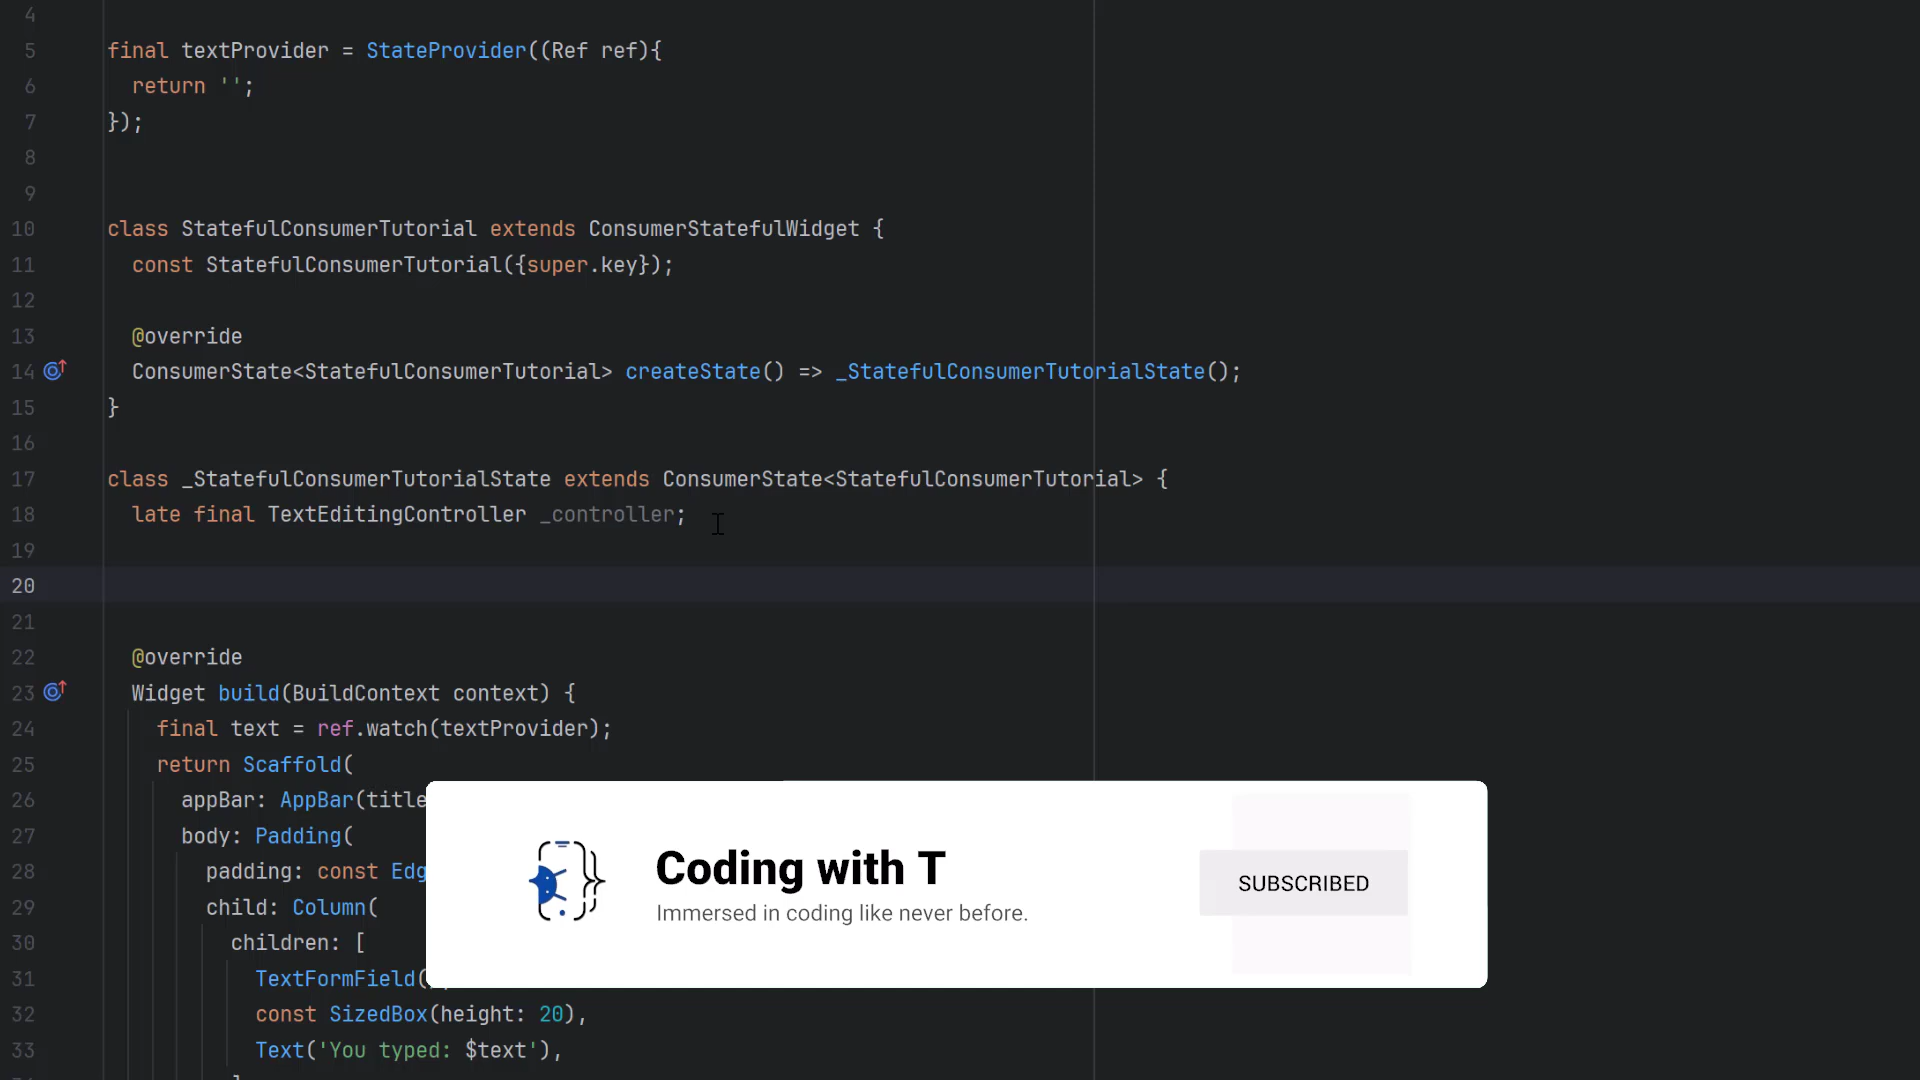 4
5 final textProvider = StateProvider((Ref ref){
6 return '';
7 });
8
9
10 class StatefulConsumerTutorial extends ConsumerStatefulWidget {
11 const StatefulConsumerTutorial({super.key});
12
13 @override
14 ConsumerState<StatefulConsumerTutorial> createState() => _StatefulConsumerTutorialState();
15 }
16
17 class _StatefulConsumerTutorialState extends ConsumerState<StatefulConsumerTutorial> {
18 late final TextEditingController _controller;
19
20
21
22 @override
23 Widget build(BuildContext context) {
24 final text = ref.watch(textProvider);
25 return Scaffold(
26 appBar: AppBar(title
27 body: Padding(
28 padding: const Edg
29 child: Column(
30 children: [
31 TextFormField(
32 const SizedBox(height: 20),
33 Text('You typed: $text'),
Coding with T
Immersed in coding like never before.
SUBSCRIBED